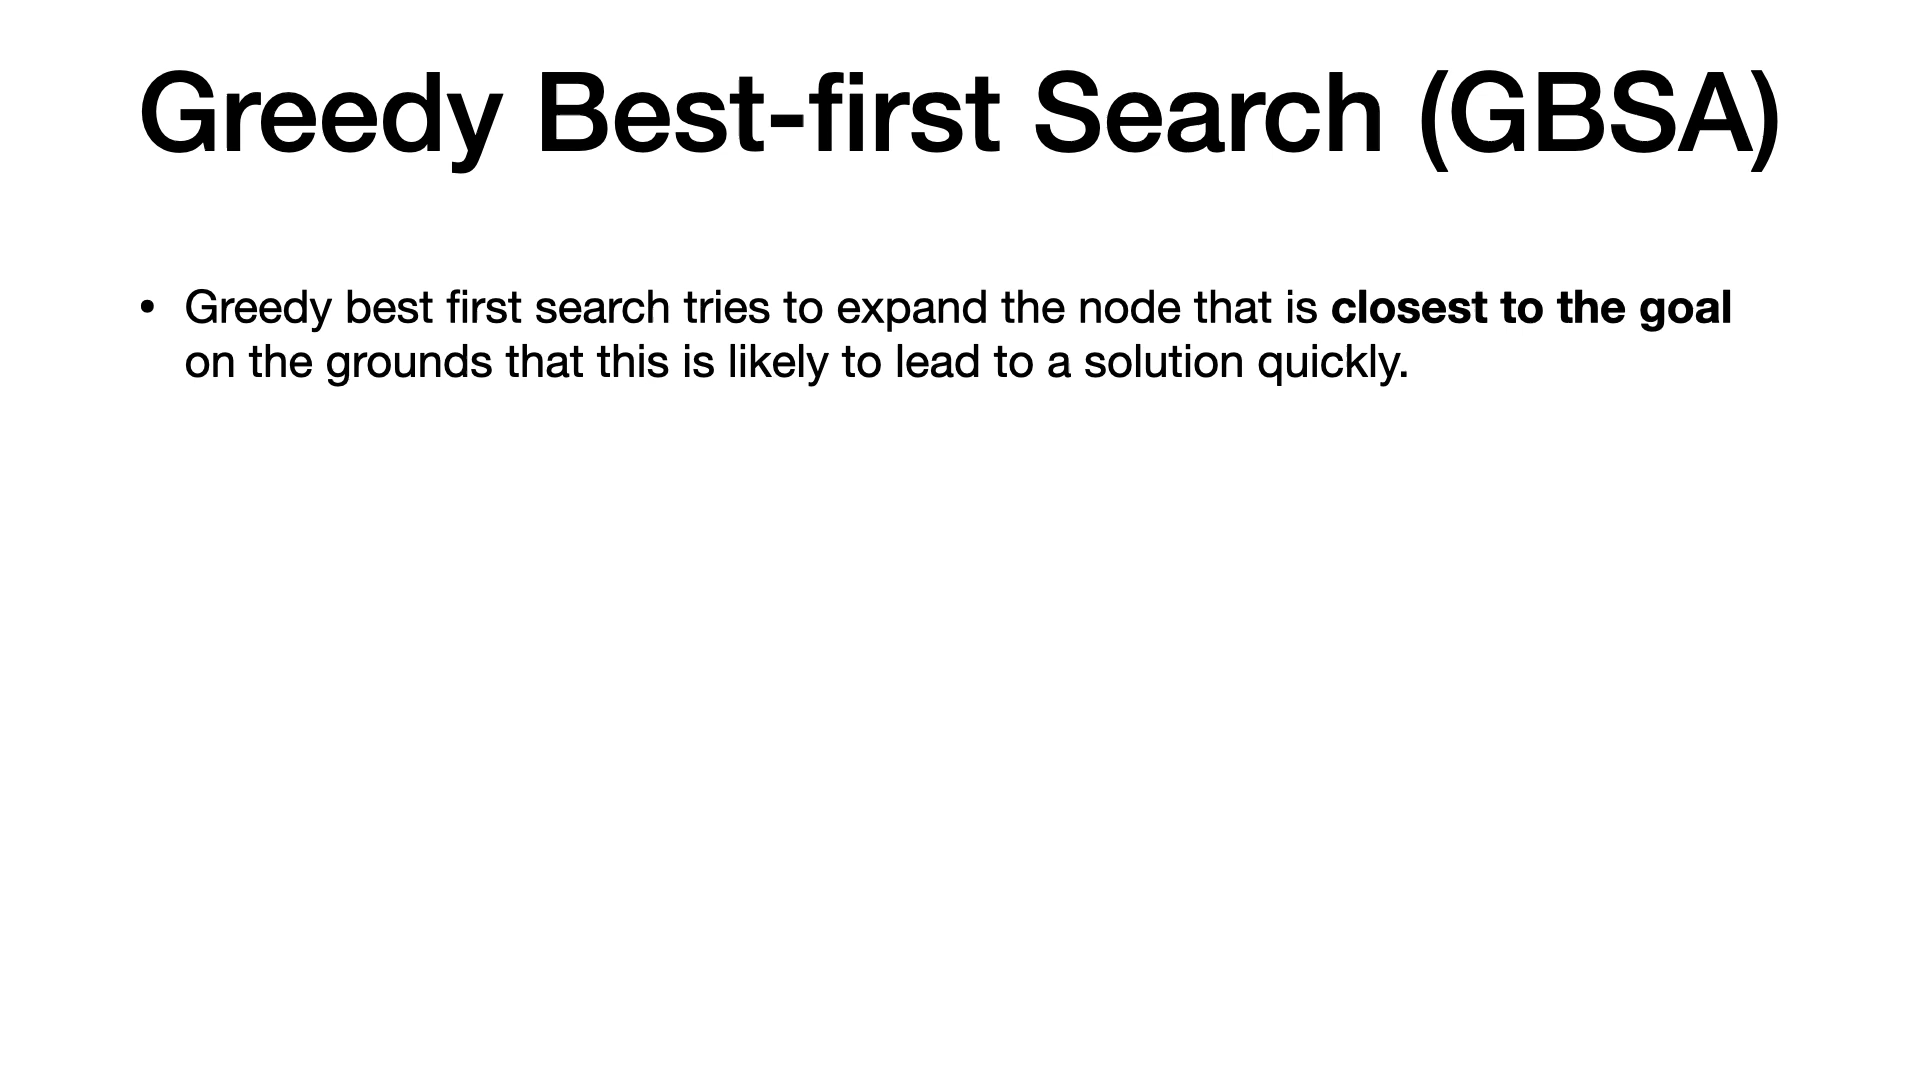 Greedy Best-first Search (GBSA)
• Greedy best first search tries to expand the node that is closest to the goal
on the grounds that this is likely to lead to a solution quickly.